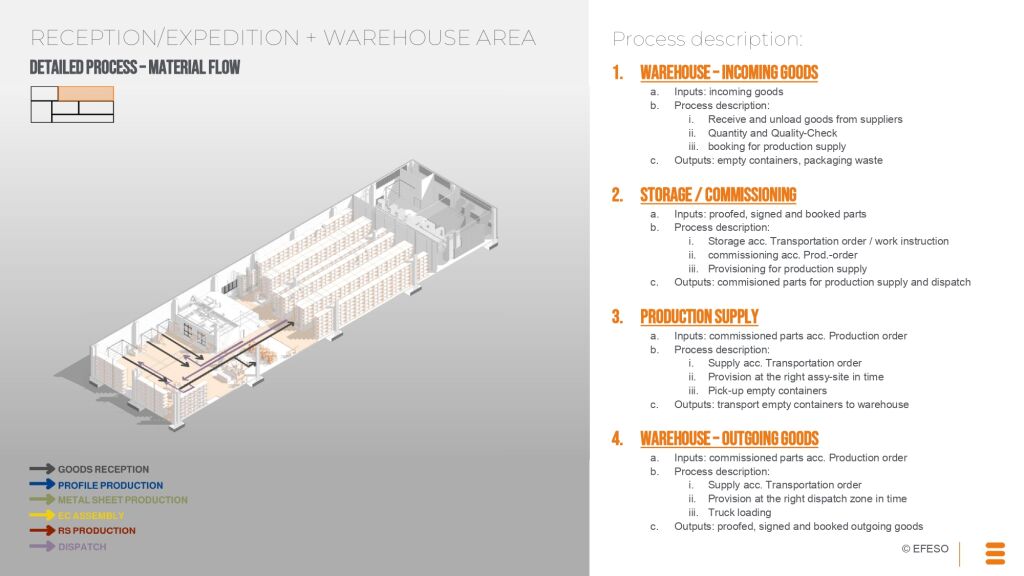 RECEPTION/EXPEDITION + WAREHOUSE AREA
DETAILED PROCESS – MATERIAL FLOW
GOODS RECEPTION
PROFILE PRODUCTION
METAL SHEET PRODUCTION
EC ASSEMBLY
RS PRODUCTION
DISPATCH
Process description:
1. WAREHOUSE – INCOMING GOODS
a. Inputs: incoming goods
b. Process description:
i. Receive and unload goods from suppliers
ii. Quantity and Quality-Check
iii. booking for production supply
c. Outputs: empty containers, packaging waste
2. STORAGE / COMMISSIONING
a. Inputs: proofed, signed and booked parts
b. Process description:
i. Storage acc. Transportation order / work instruction
ii. commissioning acc. Prod.-order
iii. Provisioning for production supply
c. Outputs: commisioned parts for production supply and dispatch
3. PRODUCTION SUPPLY
a. Inputs: commissioned parts acc. Production order
b. Process description:
i. Supply acc. Transportation order
ii. Provision at the right assy-site in time
iii. Pick-up empty containers
c. Outputs: transport empty containers to warehouse
4. WAREHOUSE – OUTGOING GOODS
a. Inputs: commissioned parts acc. Production order
b. Process description:
i. Supply acc. Transportation order
ii. Provision at the right dispatch zone in time
iii. Truck loading
c. Outputs: proofed, signed and booked outgoing goods
© EFESO